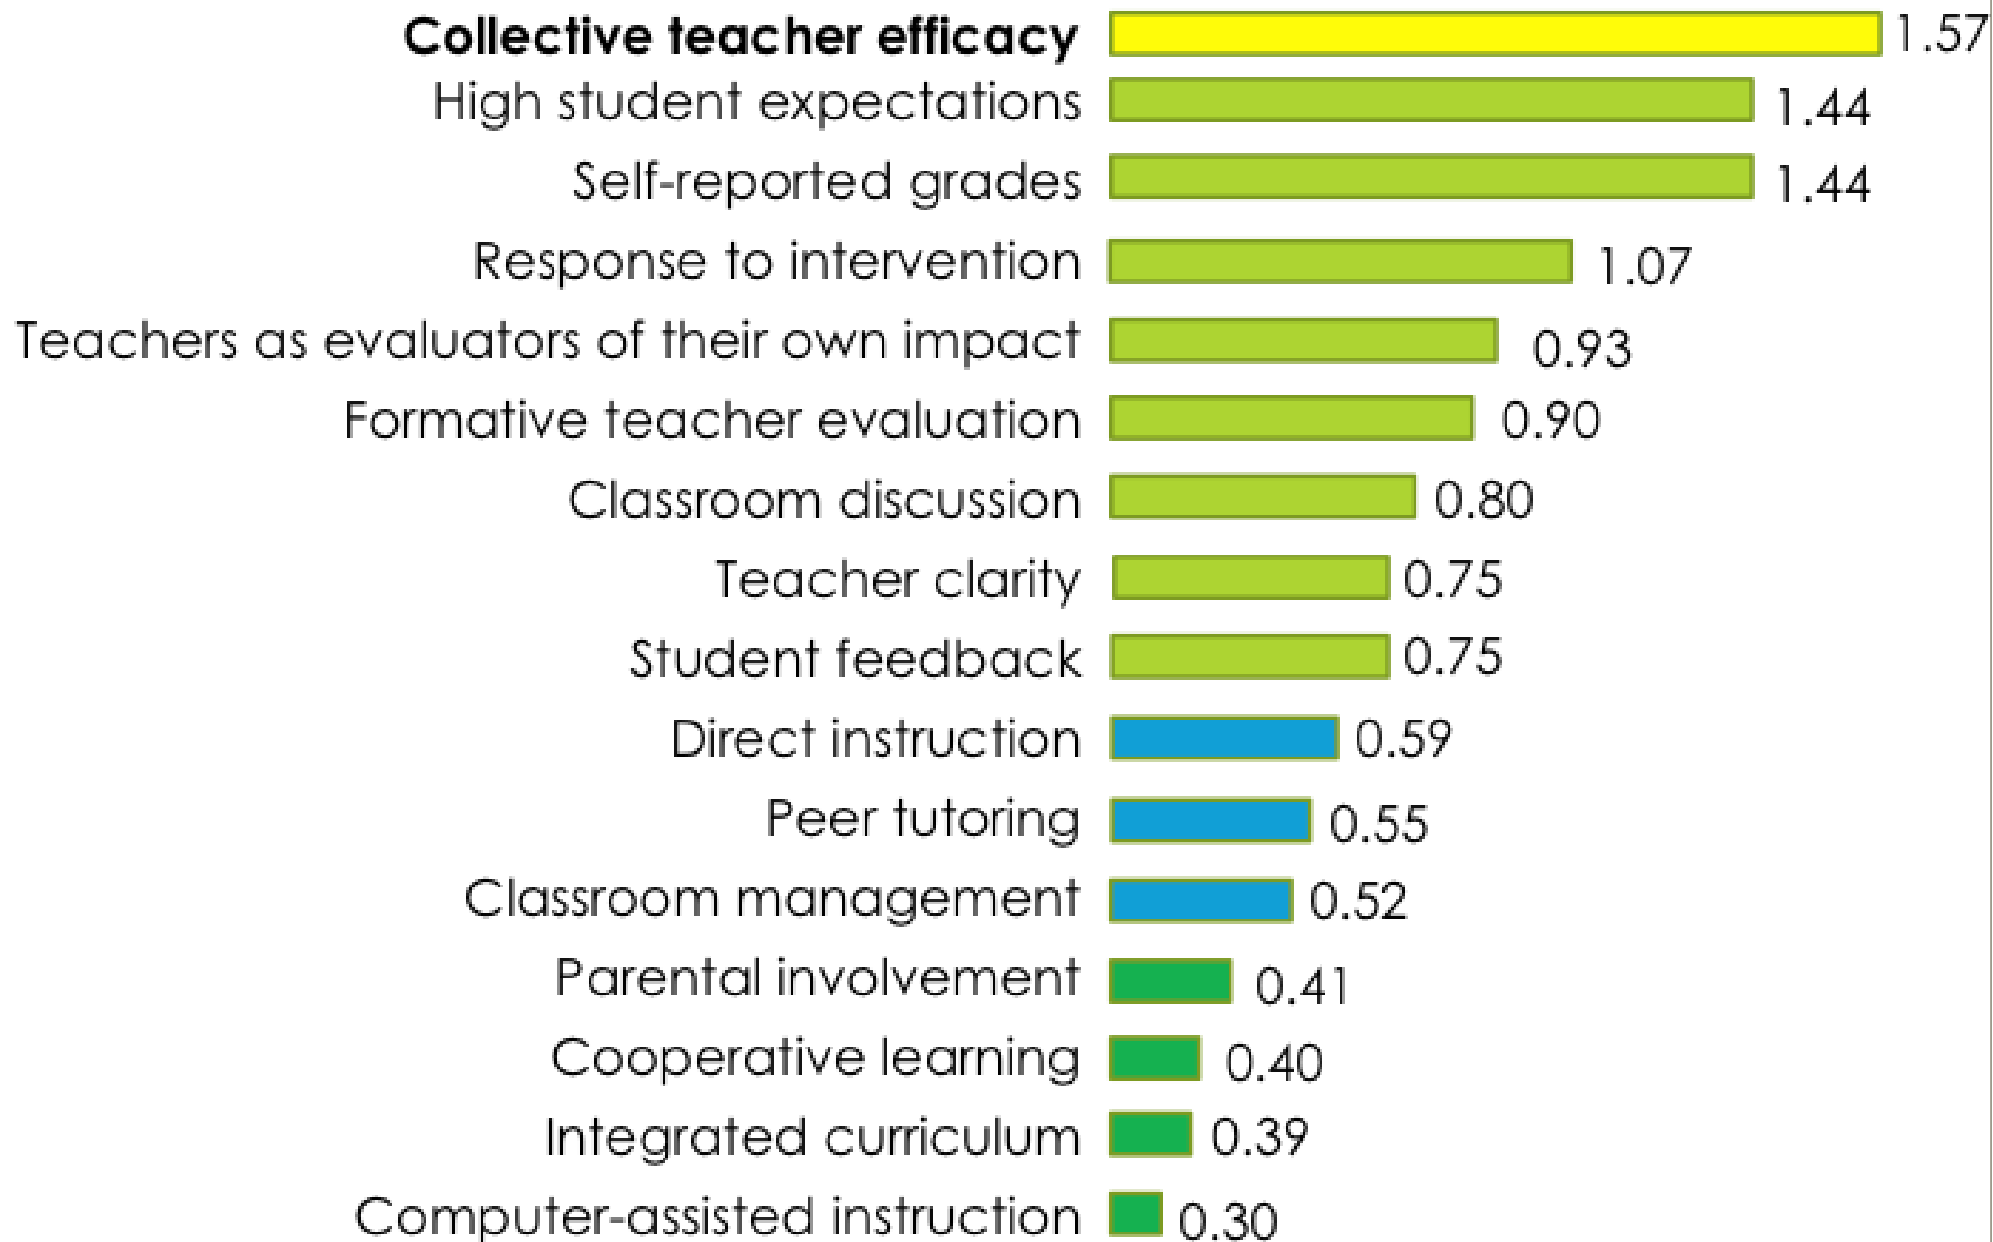 Collective teacher efficacy 1.57
High student expectations 1.44
Self-reported grades 1.44
Response to intervention 1.07
Teachers as evaluators of their own impact 0.93
Formative teacher evaluation 0.90
Classroom discussion 0.80
Teacher clarity 0.75
Student feedback 0.75
Direct instruction 0.59
Peer tutoring 0.55
Classroom management 0.52
Parental involvement 0.41
Cooperative learning 0.40
Integrated curriculum 0.39
Computer-assisted instruction 0.30